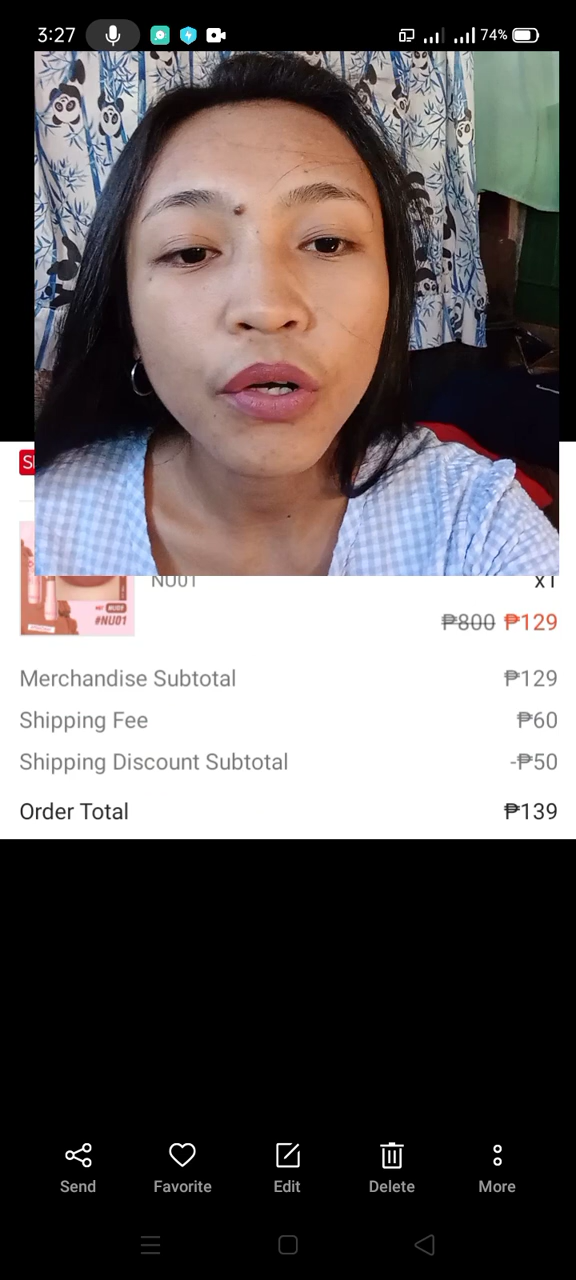 3:27
74%
NU01
x1
#NU01
₱800 ₱129
Merchandise Subtotal ₱129
Shipping Fee ₱60
Shipping Discount Subtotal -₱50
Order Total ₱139
Send Favorite Edit Delete More